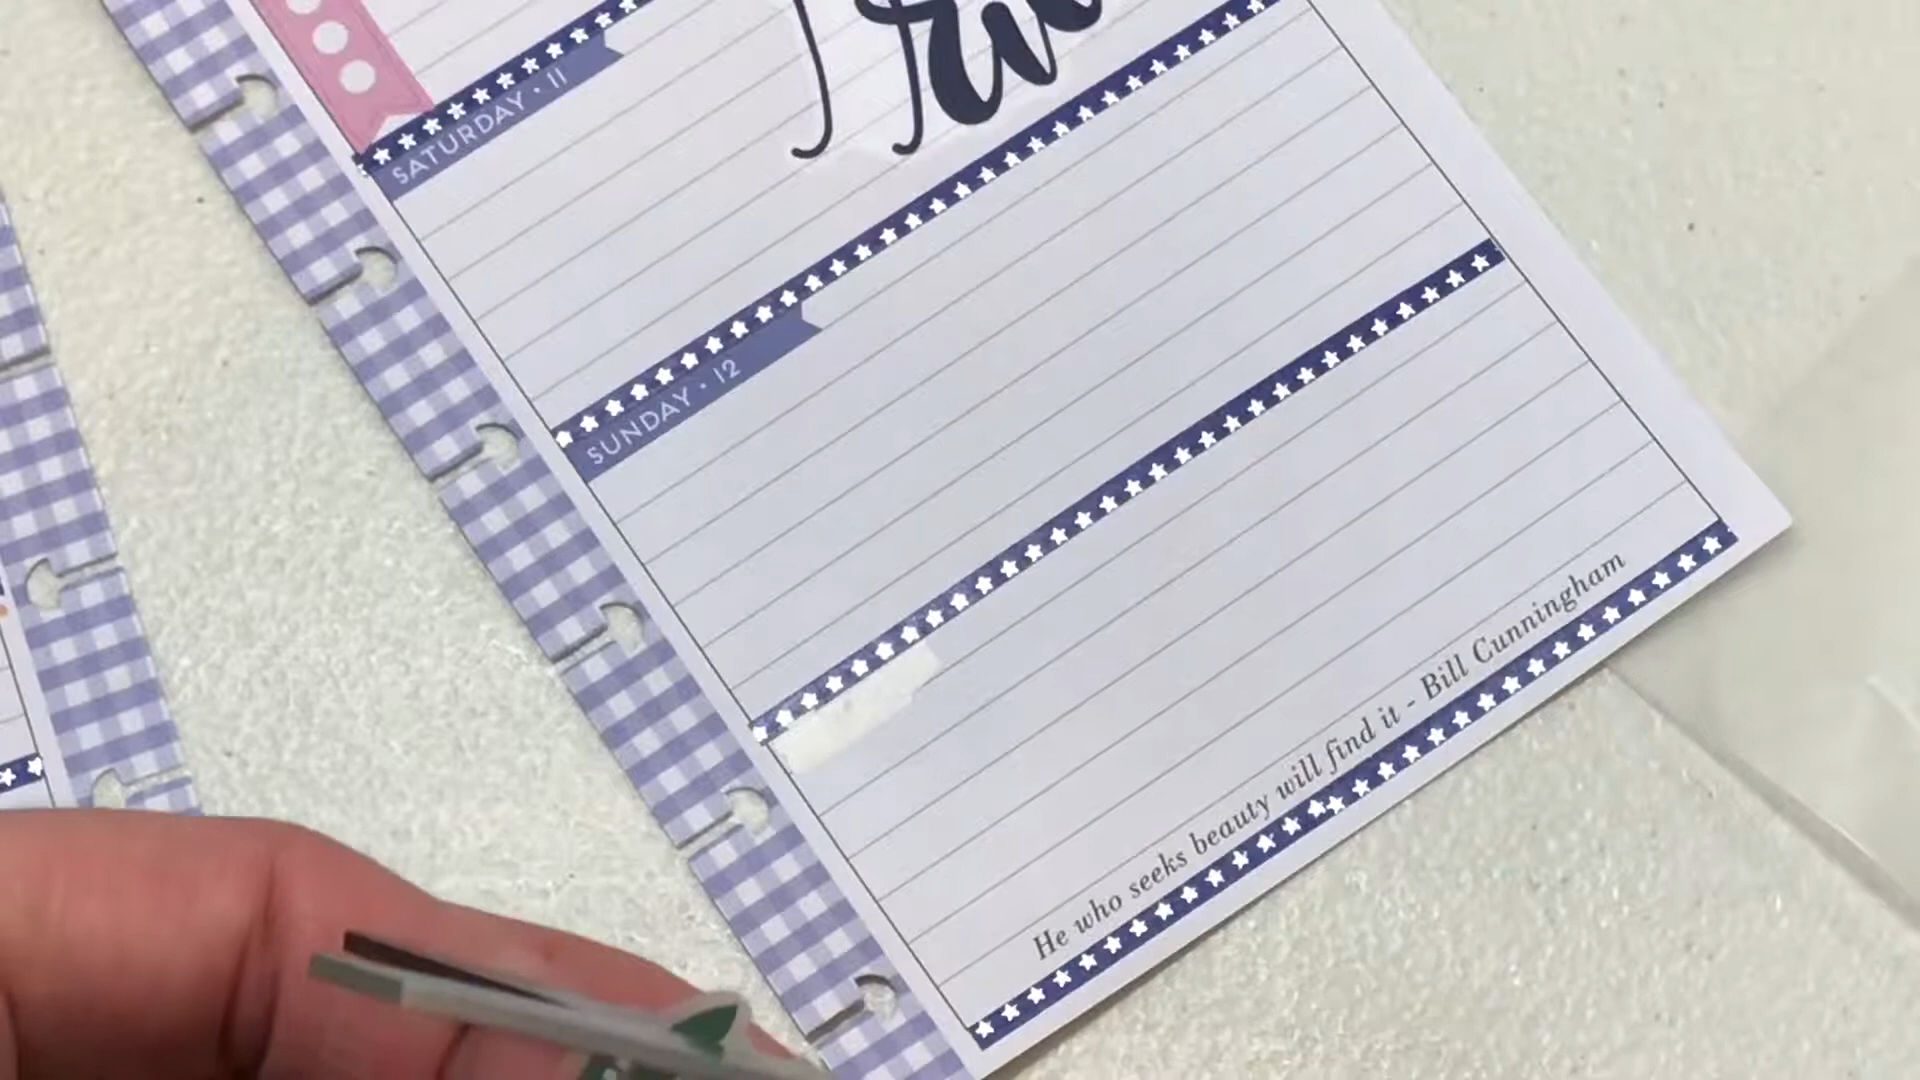 SATURDAY • 11
SUNDAY • 12
He who seeks beauty will find it - Bill Cunningham